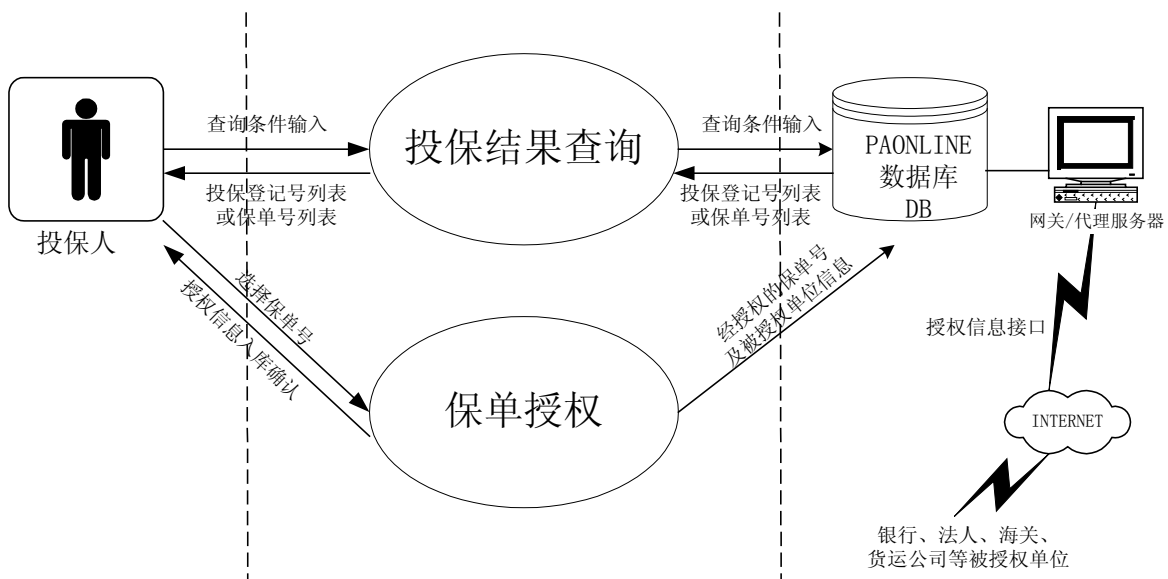 查询条件输入
投保登记号列表
或保单号列表
投保人
投保结果查询
查询条件输入
投保登记号列表
或保单号列表
PAONLINE
数据库
DB
网关/代理服务器
选择保单号
授权信息入库确认
保单授权
经授权的保单号
及被授权单位信息
授权信息接口
INTERNET
银行、法人、海关、
货运公司等被授权单位